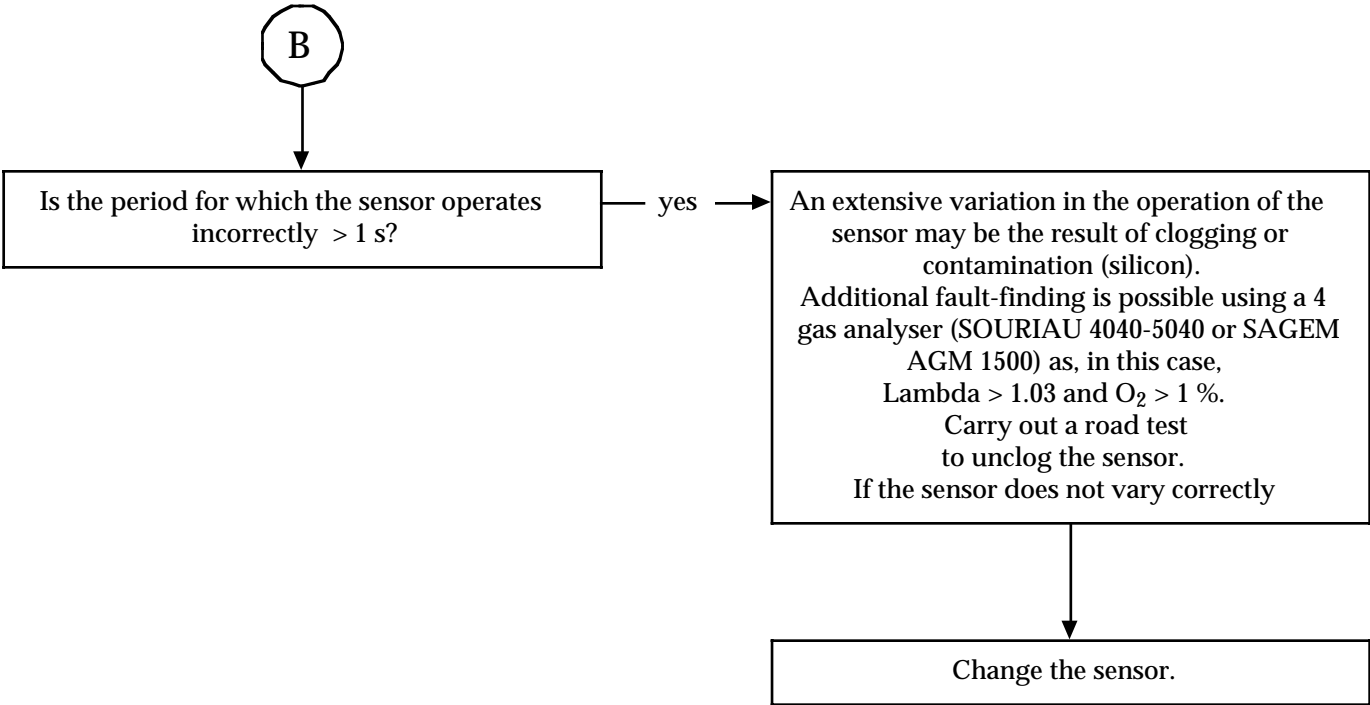 B
Is the period for which the sensor operates
incorrectly > 1 s?
yes
An extensive variation in the operation of the
sensor may be the result of clogging or
contamination (silicon).
Additional fault-finding is possible using a 4
gas analyser (SOURIAU 4040-5040 or SAGEM
AGM 1500) as, in this case,
Lambda > 1.03 and O₂ > 1 %.
Carry out a road test
to unclog the sensor.
If the sensor does not vary correctly
Change the sensor.